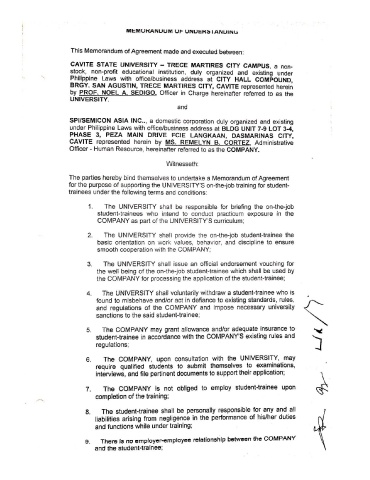 MEMORANDUM OF UNDERSTANDING
This Memorandum of Agreement made and executed between:
CAVITE STATE UNIVERSITY – TRECE MARTIRES CITY CAMPUS, a non-
stock, non-profit educational institution, duly organized and existing under
Philippine Laws with office/business address at CITY HALL COMPOUND,
BRGY. SAN AGUSTIN, TRECE MARTIRES CITY, CAVITE represented herein
by PROF. NOEL A. SEDIGO, Officer in Charge hereinafter referred to as the
UNIVERSITY.
and
SPI/SEMICON ASIA INC.., a domestic corporation duly organized and existing
under Philippine Laws with office/business address at BLDG UNIT 7-9 LOT 3-4,
PHASE 3, PEZA MAIN DRIVE FCIE LANGKAAN, DASMARINAS CITY,
CAVITE represented herein by MS. REMELYN B. CORTEZ, Administrative
Officer - Human Resource, hereinafter referred to as the COMPANY.
Witnesseth:
The parties hereby bind themselves to undertake a Memorandum of Agreement
for the purpose of supporting the UNIVERSITY'S on-the-job training for student-
trainees under the following terms and conditions:
1. The UNIVERSITY shall be responsible for briefing the on-the-job
student-trainees who intend to conduct practicum exposure in the
COMPANY as part of the UNIVERSITY'S curriculum;
2. The UNIVERSITY shall provide the on-the-job student-trainee the
basic orientation on work values, behavior, and discipline to ensure
smooth cooperation with the COMPANY;
3. The UNIVERSITY shall issue an official endorsement vouching for
the well being of the on-the-job student-trainee which shall be used by
the COMPANY for processing the application of the student-trainee;
4. The UNIVERSITY shall voluntarily withdraw a student-trainee who is
found to misbehave and/or act in defiance to existing standards, rules,
and regulations of the COMPANY and impose necessary university
sanctions to the said student-trainee;
5. The COMPANY may grant allowance and/or adequate insurance to
student-trainee in accordance with the COMPANY'S existing rules and
regulations;
6. The COMPANY, upon consultation with the UNIVERSITY, may
require qualified students to submit themselves to examinations,
interviews, and file pertinent documents to support their application;
7. The COMPANY is not obliged to employ student-trainee upon
completion of the training;
8. The student-trainee shall be personally responsible for any and all
liabilities arising from negligence in the performance of his/her duties
and functions while under training;
9. There is no employer-employee relationship between the COMPANY
and the student-trainee;